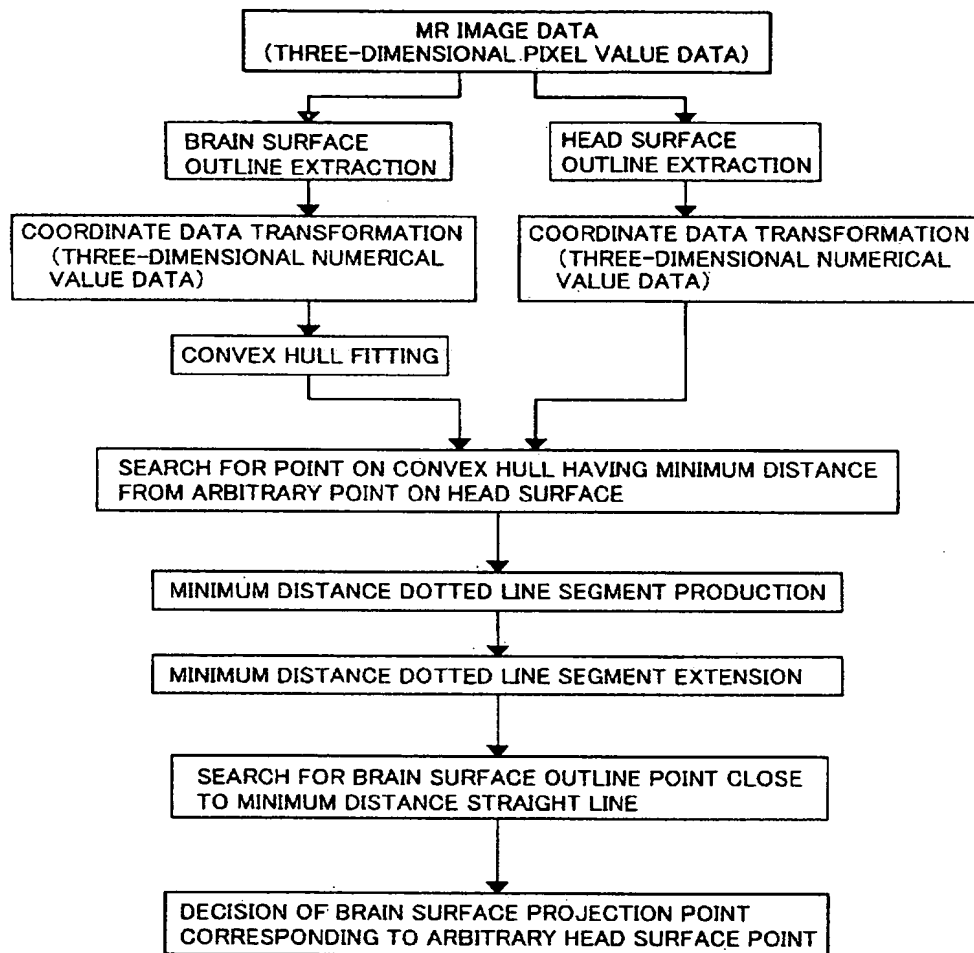 MR IMAGE DATA
(THREE-DIMENSIONAL PIXEL VALUE DATA)
BRAIN SURFACE
OUTLINE EXTRACTION
HEAD SURFACE
OUTLINE EXTRACTION
COORDINATE DATA TRANSFORMATION
(THREE-DIMENSIONAL NUMERICAL
VALUE DATA)
COORDINATE DATA TRANSFORMATION
(THREE-DIMENSIONAL NUMERICAL
VALUE DATA)
CONVEX HULL FITTING
SEARCH FOR POINT ON CONVEX HULL HAVING MINIMUM DISTANCE
FROM ARBITRARY POINT ON HEAD SURFACE
MINIMUM DISTANCE DOTTED LINE SEGMENT PRODUCTION
MINIMUM DISTANCE DOTTED LINE SEGMENT EXTENSION
SEARCH FOR BRAIN SURFACE OUTLINE POINT CLOSE
TO MINIMUM DISTANCE STRAIGHT LINE
DECISION OF BRAIN SURFACE PROJECTION POINT
CORRESPONDING TO ARBITRARY HEAD SURFACE POINT